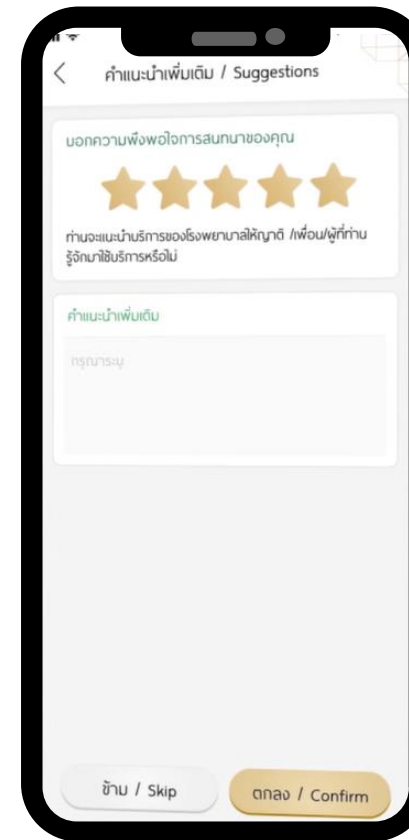 คำแนะนำเพิ่มเติม / Suggestions
บอกความพึงพอใจการสนทนาของคุณ
ท่านจะแนะนำบริการของโรงพยาบาลให้ญาติ /เพื่อน/ผู้ที่ท่าน
รู้จักมาใช้บริการหรือไม่
คำแนะนำเพิ่มเติม
กรุณาระบุ
ข้าม / Skip
ตกลง / Confirm